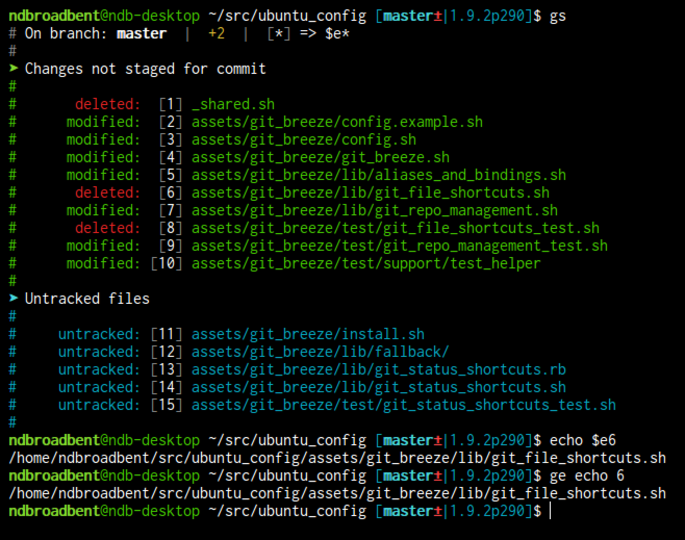 ndbroadbent@ndb-desktop ~/src/ubuntu_config [master±|1.9.2p290]$ gs
# On branch: master  |  +2  |  [*] => $e*
#
➤ Changes not staged for commit
#
#       deleted:  [1] _shared.sh
#      modified:  [2] assets/git_breeze/config.example.sh
#      modified:  [3] assets/git_breeze/config.sh
#      modified:  [4] assets/git_breeze/git_breeze.sh
#      modified:  [5] assets/git_breeze/lib/aliases_and_bindings.sh
#       deleted:  [6] assets/git_breeze/lib/git_file_shortcuts.sh
#      modified:  [7] assets/git_breeze/lib/git_repo_management.sh
#       deleted:  [8] assets/git_breeze/test/git_file_shortcuts_test.sh
#      modified:  [9] assets/git_breeze/test/git_repo_management_test.sh
#      modified: [10] assets/git_breeze/test/support/test_helper
#
➤ Untracked files
#
#     untracked: [11] assets/git_breeze/install.sh
#     untracked: [12] assets/git_breeze/lib/fallback/
#     untracked: [13] assets/git_breeze/lib/git_status_shortcuts.rb
#     untracked: [14] assets/git_breeze/lib/git_status_shortcuts.sh
#     untracked: [15] assets/git_breeze/test/git_status_shortcuts_test.sh
#
ndbroadbent@ndb-desktop ~/src/ubuntu_config [master±|1.9.2p290]$ echo $e6
/home/ndbroadbent/src/ubuntu_config/assets/git_breeze/lib/git_file_shortcuts.sh
ndbroadbent@ndb-desktop ~/src/ubuntu_config [master±|1.9.2p290]$ ge echo 6
/home/ndbroadbent/src/ubuntu_config/assets/git_breeze/lib/git_file_shortcuts.sh
ndbroadbent@ndb-desktop ~/src/ubuntu_config [master±|1.9.2p290]$